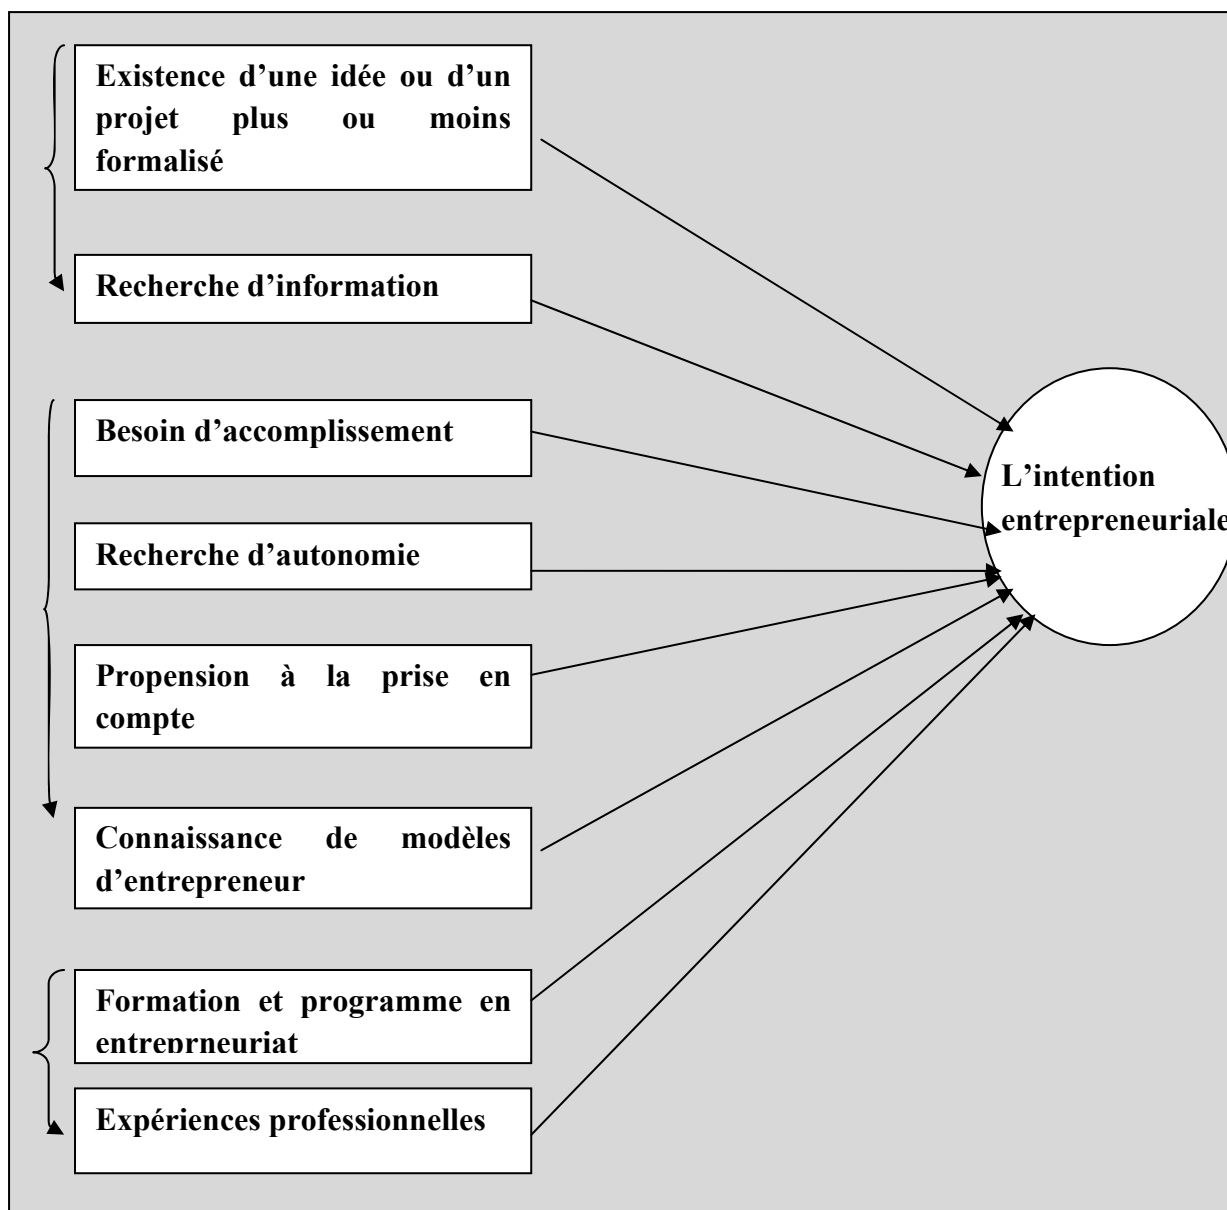 Existence d’une idée ou d’un
projet plus ou moins
formalisé
Recherche d’information
Besoin d’accomplissement
Recherche d’autonomie
Propension à la prise en
compte
Connaissance de modèles
d’entrepreneur
Formation et programme en
entreprneuriat
Expériences professionnelles
L’intention
entrepreneuriale